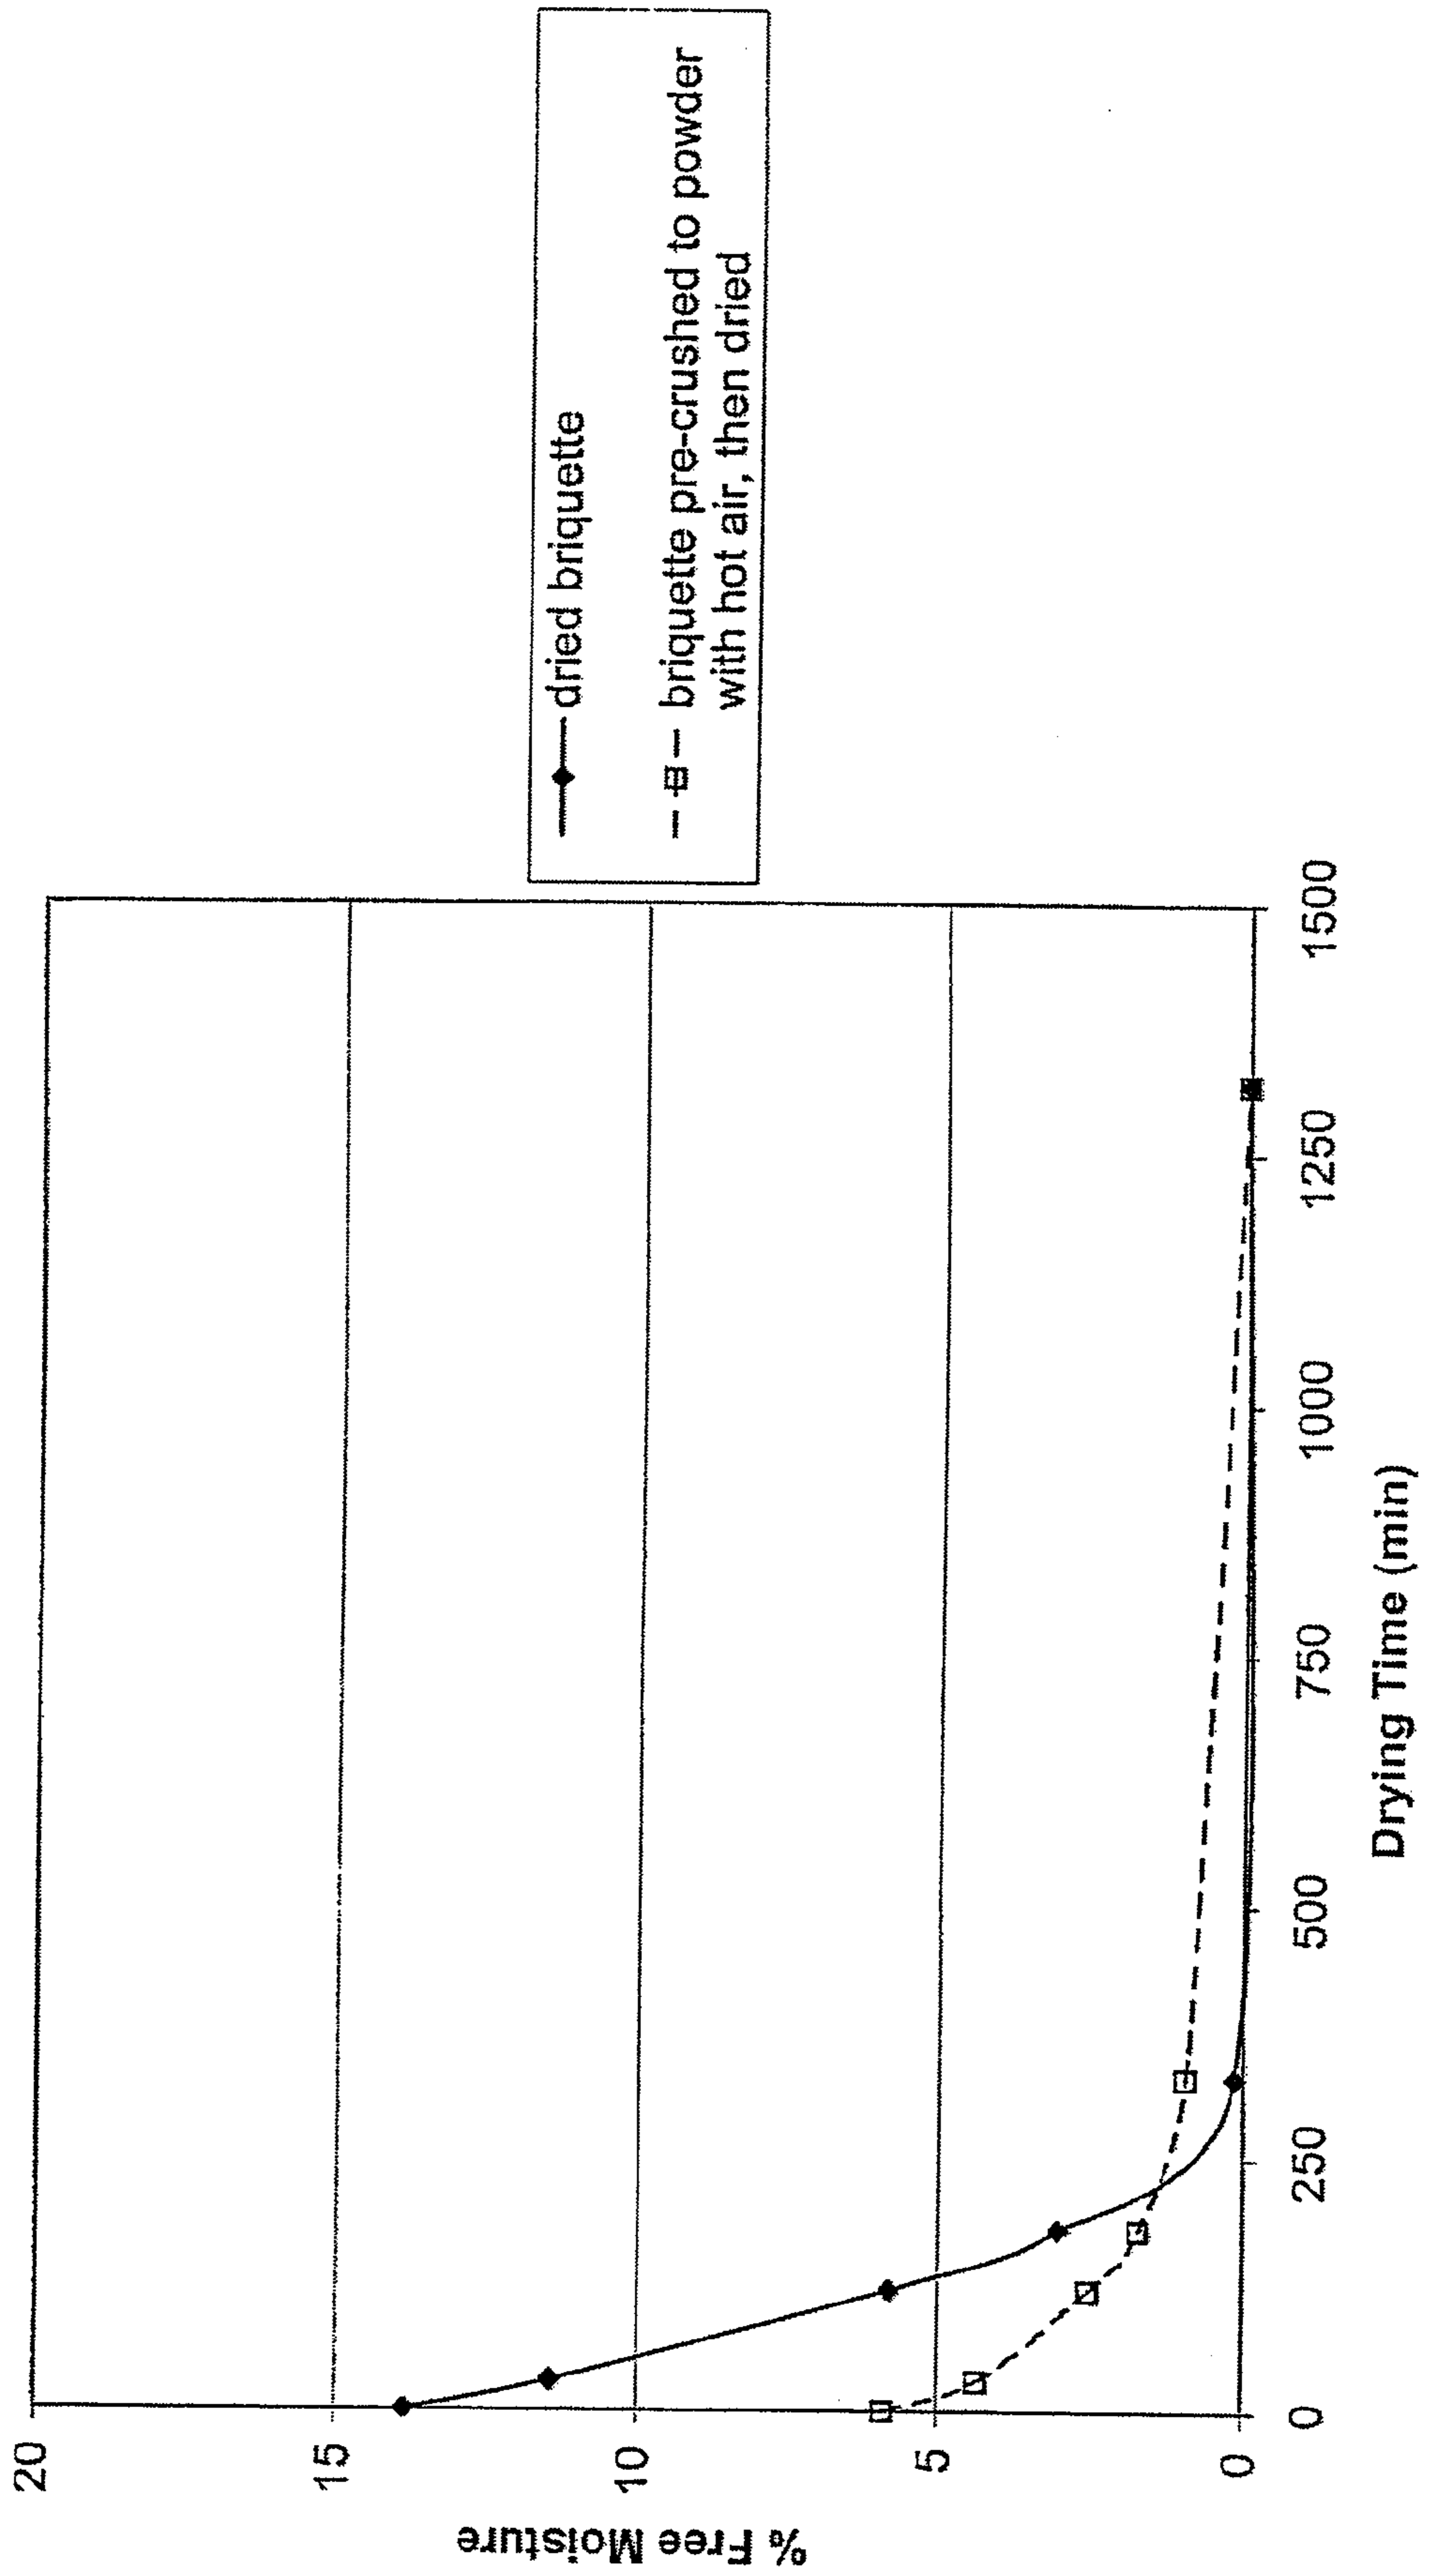 20
15
10
5
0
% Free Moisture
0
250
500
750
1000
1250
1500
Drying Time (min)
dried briquette
briquette pre-crushed to powder
with hot air, then dried